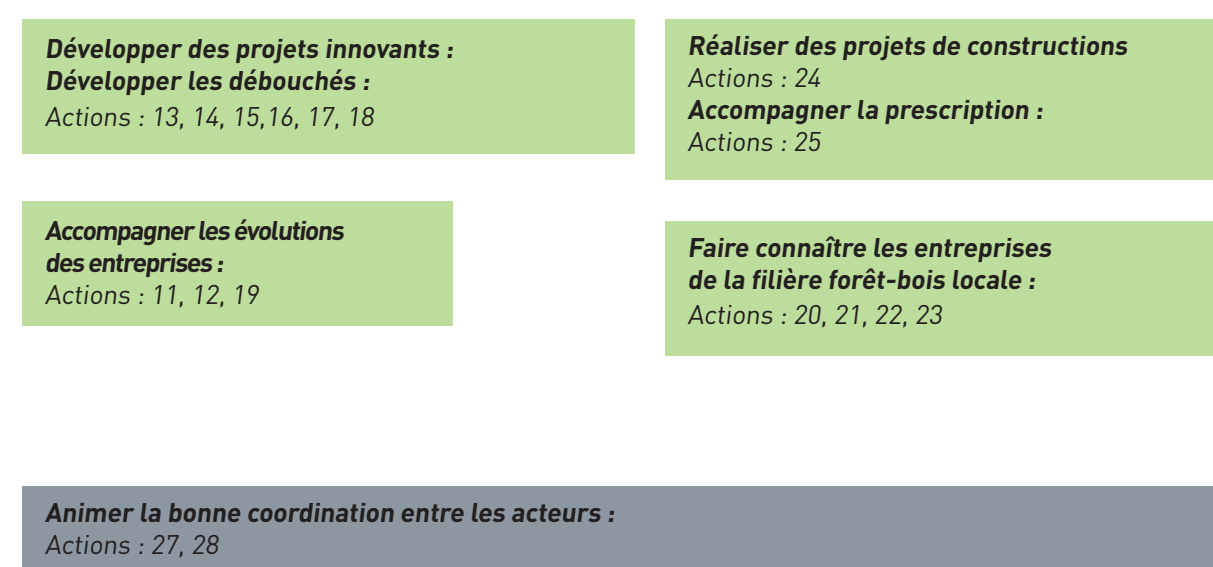 Développer des projets innovants :
Développer les débouchés :
Actions : 13, 14, 15,16, 17, 18
Accompagner les évolutions
des entreprises :
Actions : 11, 12, 19
Réaliser des projets de constructions
Actions : 24
Accompagner la prescription :
Actions : 25
Faire connaître les entreprises
de la filière forêt-bois locale :
Actions : 20, 21, 22, 23
Animer la bonne coordination entre les acteurs :
Actions : 27, 28